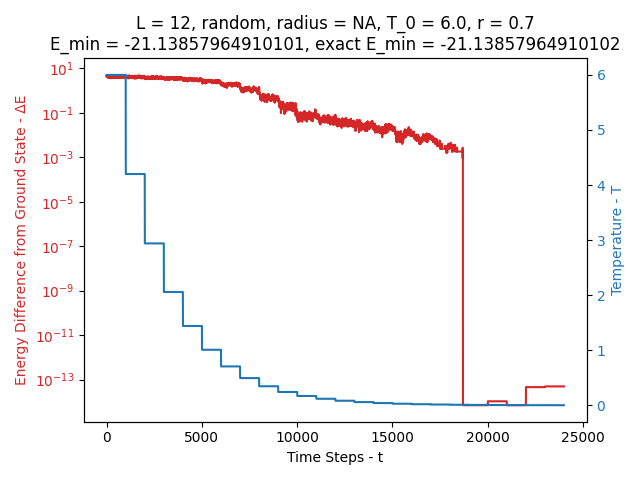 L = 12, random, radius = NA, T_0 = 6.0, r = 0.7
E_min = -21.13857964910101, exact E_min = -21.13857964910102
Energy Difference from Ground State - ΔE
10¹
10⁻¹
10⁻³
10⁻⁵
10⁻⁷
10⁻⁹
10⁻¹¹
10⁻¹³
6
5
4
3
2
1
0
Temperature - T
0 5000 10000 15000 20000 25000
Time Steps - t